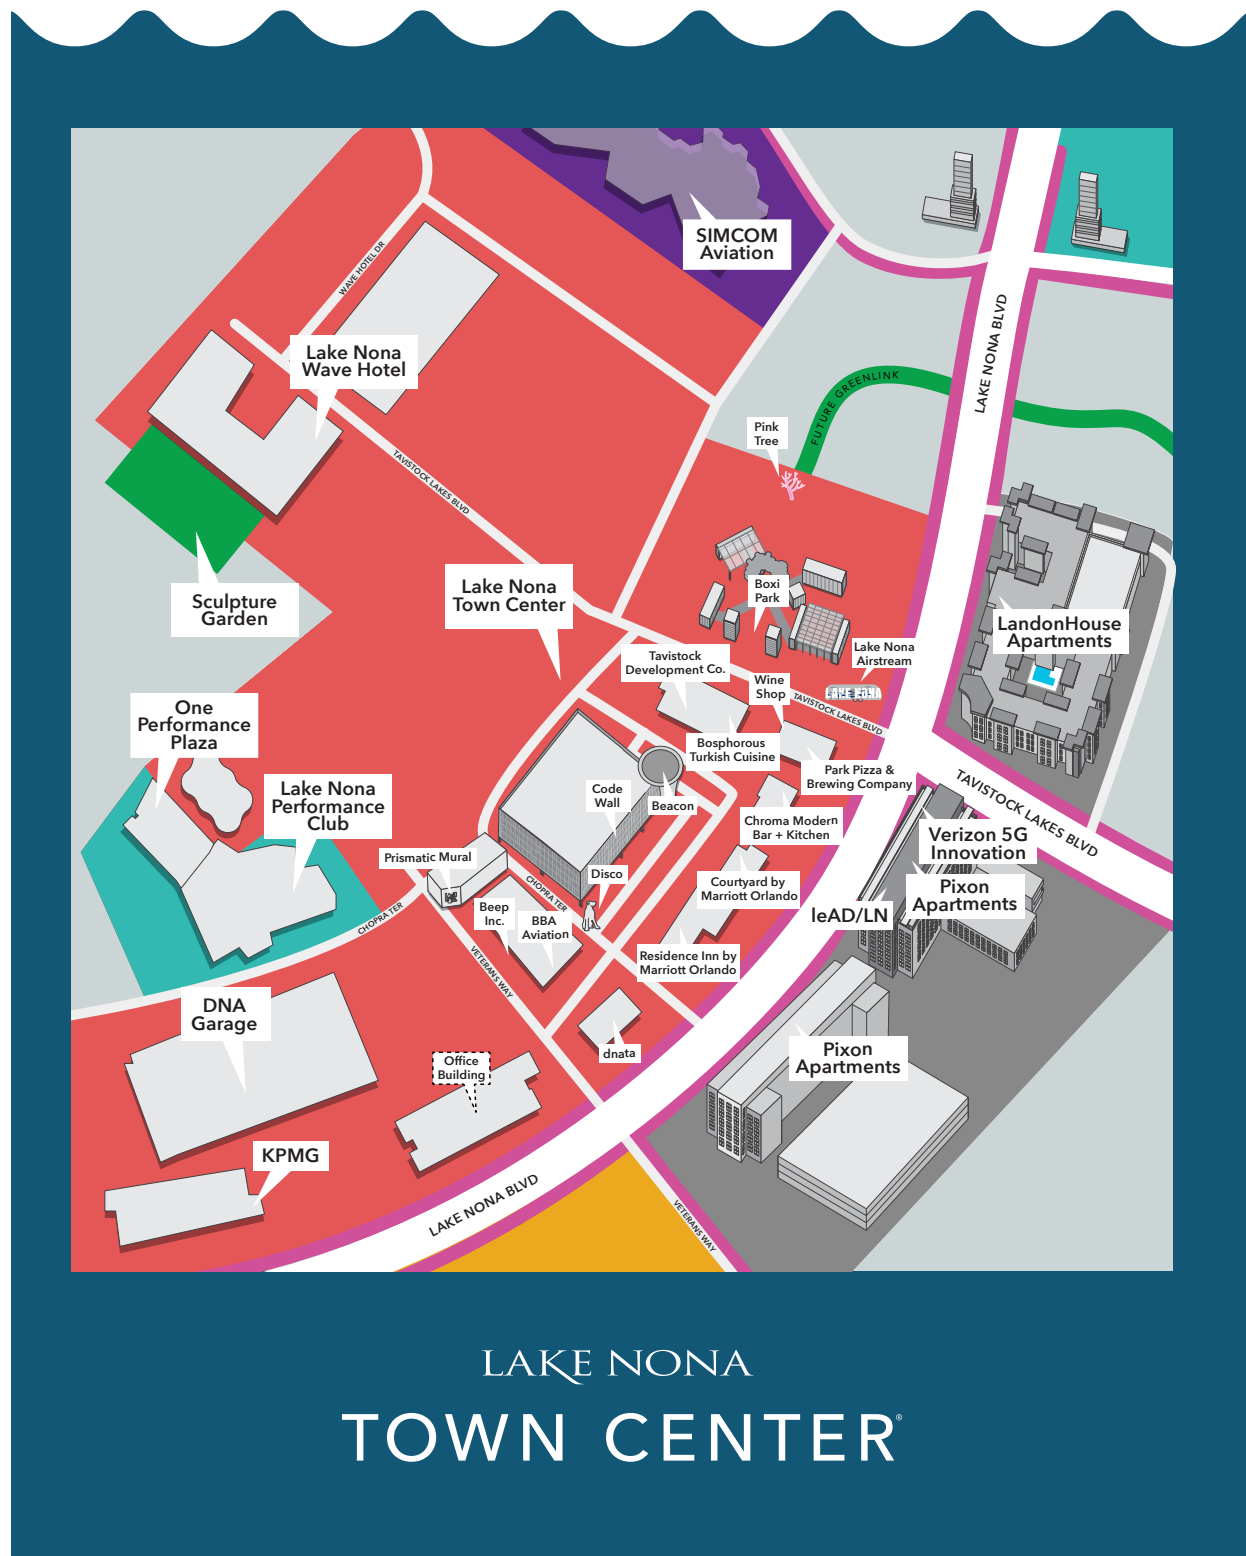 SIMCOM
Aviation
WAVE HOTEL DR
Lake Nona
Wave Hotel
LAKE NONA BLVD
FUTURE GREENLINK
Pink
Tree
TAVISTOCK LAKES BLVD
Lake Nona
Town Center
Boxi
Park
Sculpture
Garden
LandonHouse
Apartments
Lake Nona
Airstream
Tavistock
Development Co.
Wine
Shop
LAKE NONA
TAVISTOCK LAKES BLVD
One
Performance
Plaza
Bosphorous
Turkish Cuisine
Park Pizza &
Brewing Company
Lake Nona
Performance
Club
Code
Wall
Beacon
TAVISTOCK LAKES BLVD
Chroma Modern
Bar + Kitchen
Verizon 5G
Innovation
Prismatic Mural
Disco
Courtyard by
Marriott Orlando
Pixon
Apartments
CHOPRA TER
CHOPRA TER
Beep
Inc.
BBA
Aviation
leAD/LN
VETERANS WAY
Residence Inn by
Marriott Orlando
DNA
Garage
dnata
Office
Building
Pixon
Apartments
KPMG
LAKE NONA BLVD
VETERANS WAY
LAKE NONA
TOWN CENTER®